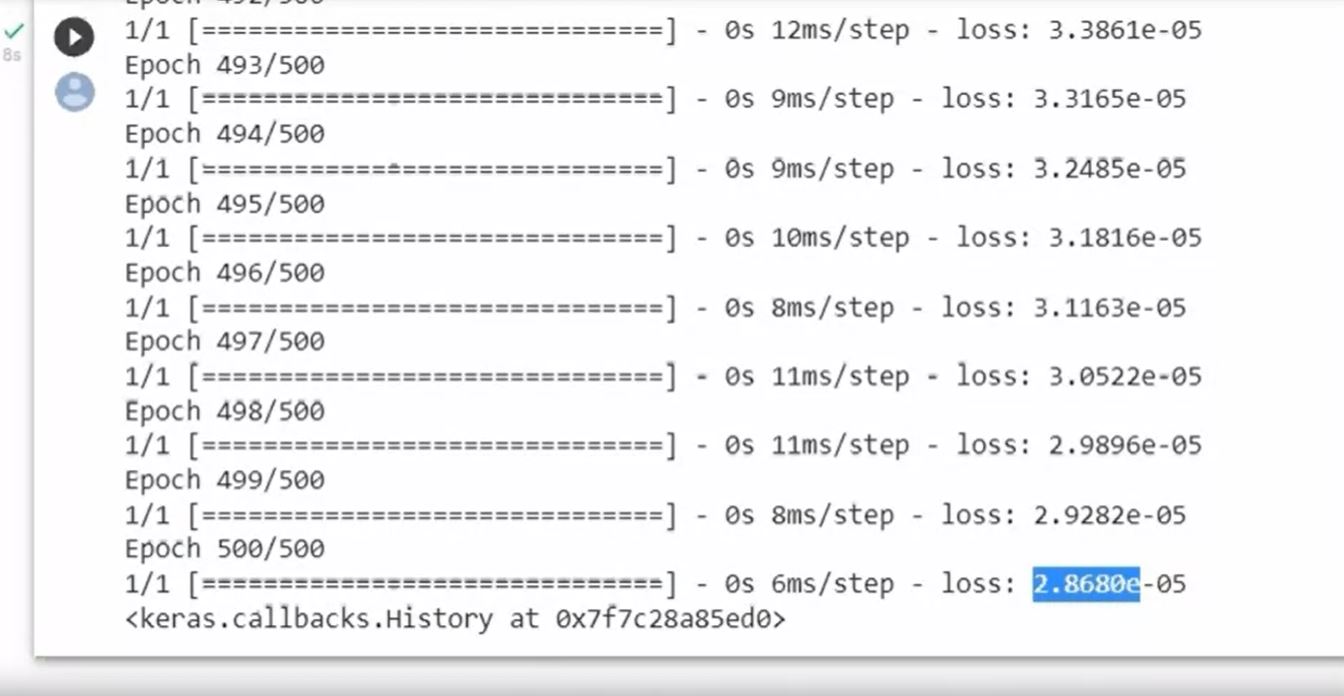 1/1 [==============================] - 0s 12ms/step - loss: 3.3861e-05
8s
Epoch 493/500
1/1 [==============================] - 0s 9ms/step - loss: 3.3165e-05
Epoch 494/500
1/1 [==============================] - 0s 9ms/step - loss: 3.2485e-05
Epoch 495/500
1/1 [==============================] - 0s 10ms/step - loss: 3.1816e-05
Epoch 496/500
1/1 [==============================] - 0s 8ms/step - loss: 3.1163e-05
Epoch 497/500
1/1 [==============================] - 0s 11ms/step - loss: 3.0522e-05
Epoch 498/500
1/1 [==============================] - 0s 11ms/step - loss: 2.9896e-05
Epoch 499/500
1/1 [==============================] - 0s 8ms/step - loss: 2.9282e-05
Epoch 500/500
1/1 [==============================] - 0s 6ms/step - loss: 2.8680e-05
<keras.callbacks.History at 0x7f7c28a85ed0>